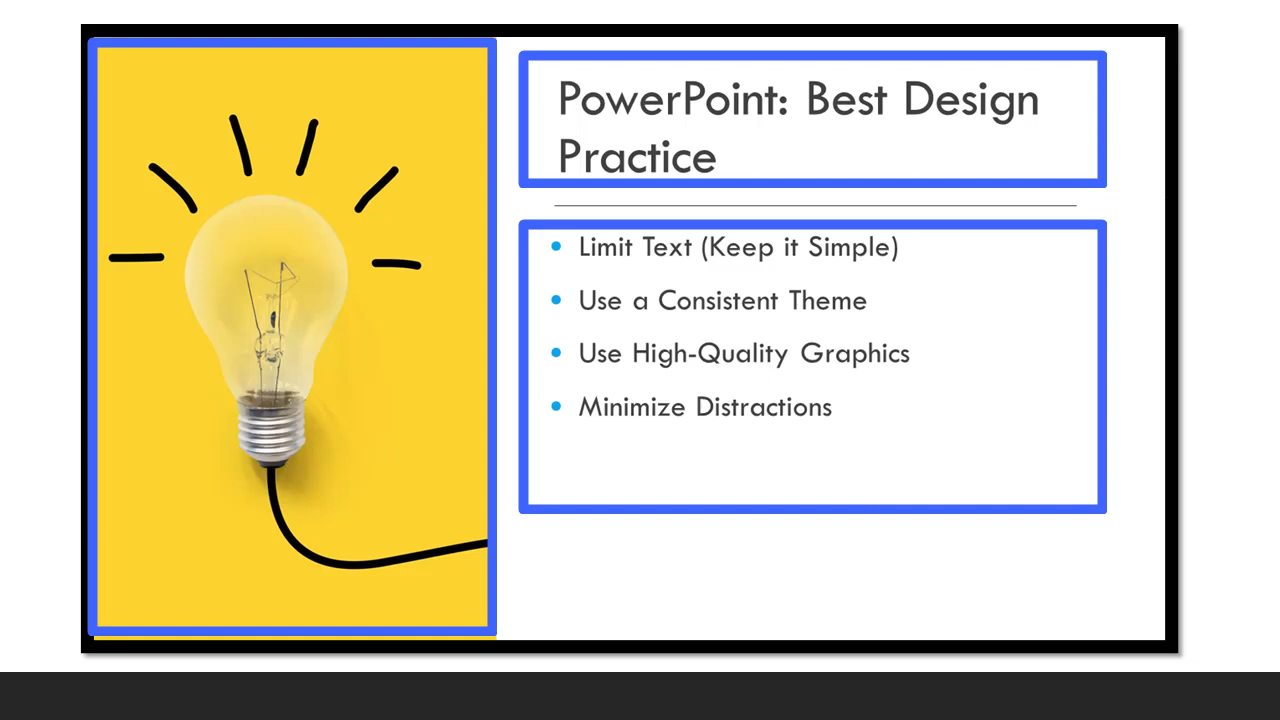 PowerPoint: Best Design
Practice
• Limit Text (Keep it Simple)
• Use a Consistent Theme
• Use High-Quality Graphics
• Minimize Distractions